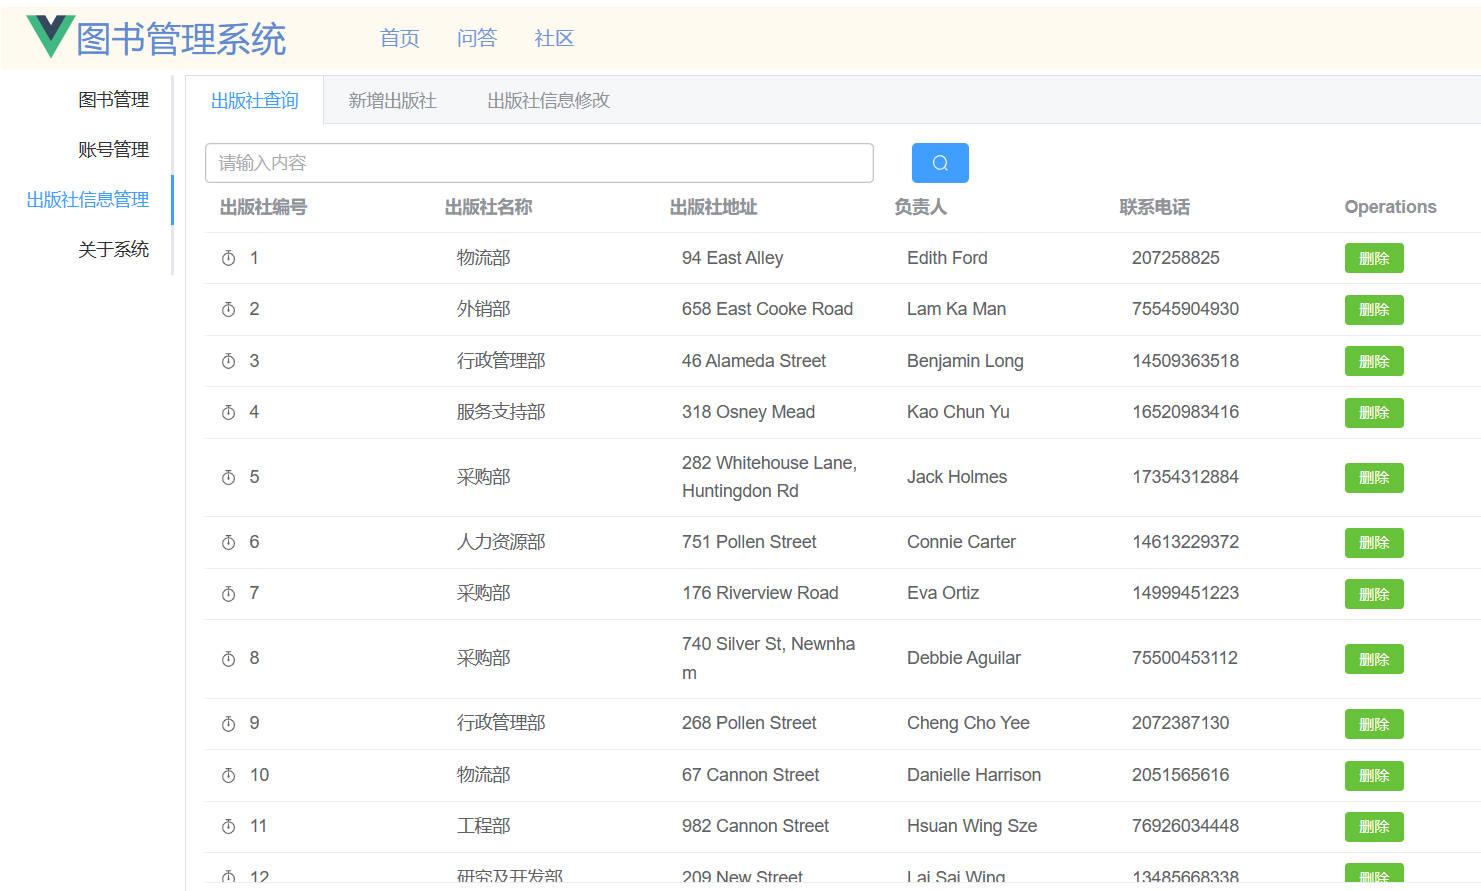 图书管理系统 首页 问答 社区
图书管理
账号管理
出版社信息管理
关于系统
出版社查询 新增出版社 出版社信息修改
请输入内容
出版社编号 出版社名称 出版社地址 负责人 联系电话 Operations
1 物流部 94 East Alley Edith Ford 207258825 删除
2 外销部 658 East Cooke Road Lam Ka Man 75545904930 删除
3 行政管理部 46 Alameda Street Benjamin Long 14509363518 删除
4 服务支持部 318 Osney Mead Kao Chun Yu 16520983416 删除
5 采购部 282 Whitehouse Lane, Jack Holmes 17354312884 删除
Huntingdon Rd
6 人力资源部 751 Pollen Street Connie Carter 14613229372 删除
7 采购部 176 Riverview Road Eva Ortiz 14999451223 删除
8 采购部 740 Silver St, Newnha Debbie Aguilar 75500453112 删除
m
9 行政管理部 268 Pollen Street Cheng Cho Yee 2072387130 删除
10 物流部 67 Cannon Street Danielle Harrison 2051565616 删除
11 工程部 982 Cannon Street Hsuan Wing Sze 76926034448 删除
12 研究及开发部 209 New Street Lai Sai Wing 13485668338 删除